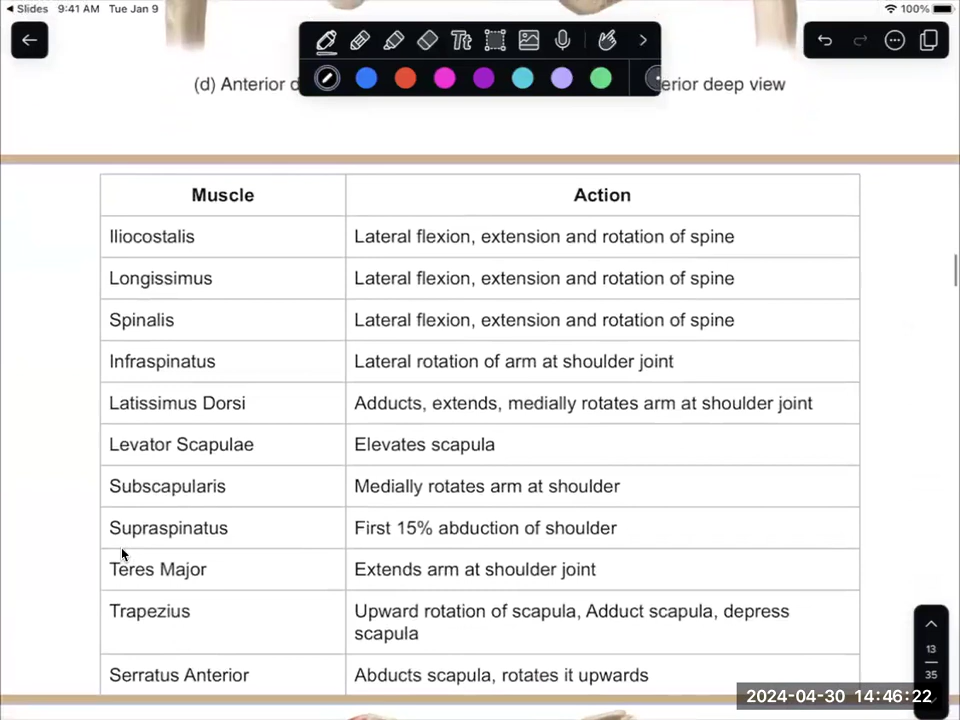 Slides 9:41 AM Tue Jan 9 100%
Tt
(d) Anterior d erior deep view
Muscle Action
Iliocostalis Lateral flexion, extension and rotation of spine
Longissimus Lateral flexion, extension and rotation of spine
Spinalis Lateral flexion, extension and rotation of spine
Infraspinatus Lateral rotation of arm at shoulder joint
Latissimus Dorsi Adducts, extends, medially rotates arm at shoulder joint
Levator Scapulae Elevates scapula
Subscapularis Medially rotates arm at shoulder
Supraspinatus First 15% abduction of shoulder
Teres Major Extends arm at shoulder joint
Trapezius Upward rotation of scapula, Adduct scapula, depress
scapula
Serratus Anterior Abducts scapula, rotates it upwards
13
35
2024-04-30 14:46:22